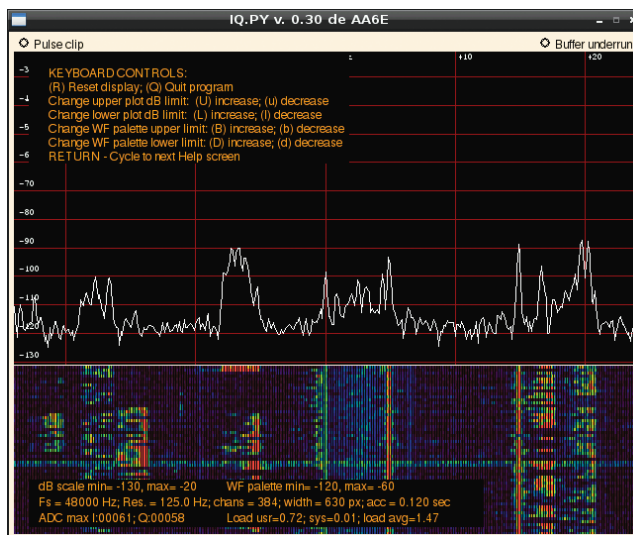 IQ.PY v. 0.30 de AA6E
Pulse clip
Buffer underrun
+10
+20
KEYBOARD CONTROLS:
(R) Reset display; (Q) Quit program
Change upper plot dB limit: (U) increase; (u) decrease
Change lower plot dB limit: (L) increase; (l) decrease
Change WF palette upper limit: (B) increase; (b) decrease
Change WF palette lower limit: (D) increase; (d) decrease
RETURN - Cycle to next Help screen
-70
-80
-90
-100
-110
-120
-130
dB scale min= -130, max= -20 WF palette min= -120, max= -60
Fs = 48000 Hz; Res. = 125.0 Hz; chans = 384; width = 630 px; acc = 0.120 sec
ADC max I:00061; Q:00058 Load usr=0.72; sys=0.01; load avg=1.47